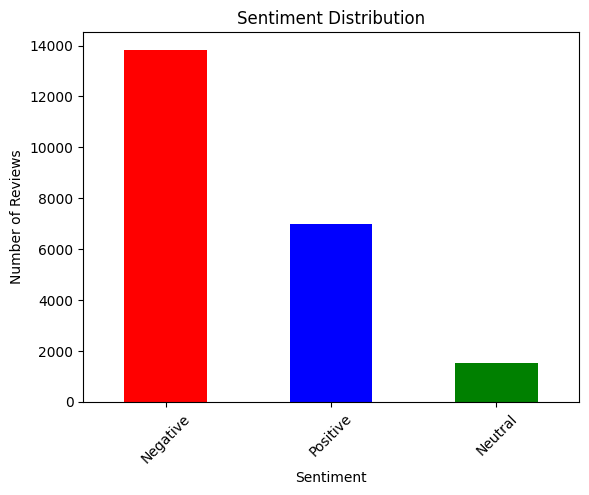 Sentiment Distribution
Number of Reviews
14000
12000
10000
8000
6000
4000
2000
0
Negative
Positive
Neutral
Sentiment